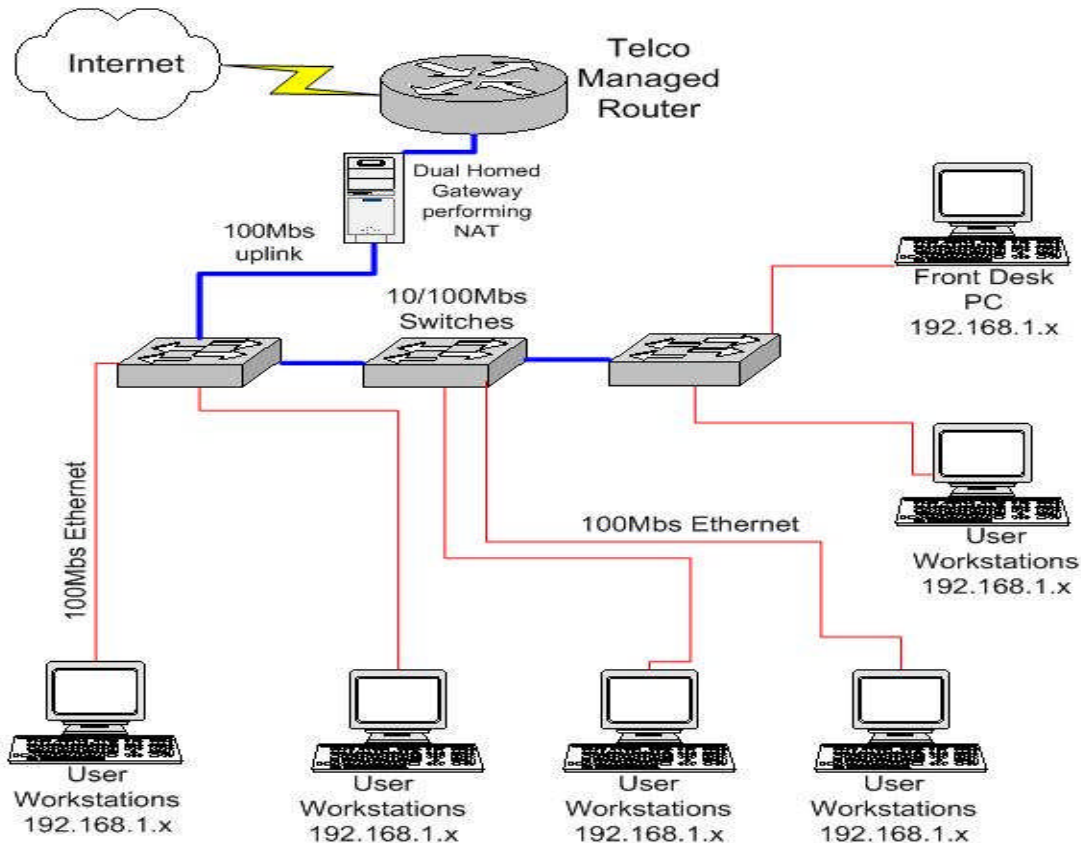 Internet
Telco
Managed
Router
Dual Homed
Gateway
performing
NAT
100Mbs
uplink
10/100Mbs
Switches
Front Desk
PC
192.168.1.x
100Mbs Ethernet
100Mbs Ethernet
User
Workstations
192.168.1.x
User
Workstations
192.168.1.x
User
Workstations
192.168.1.x
User
Workstations
192.168.1.x
User
Workstations
192.168.1.x